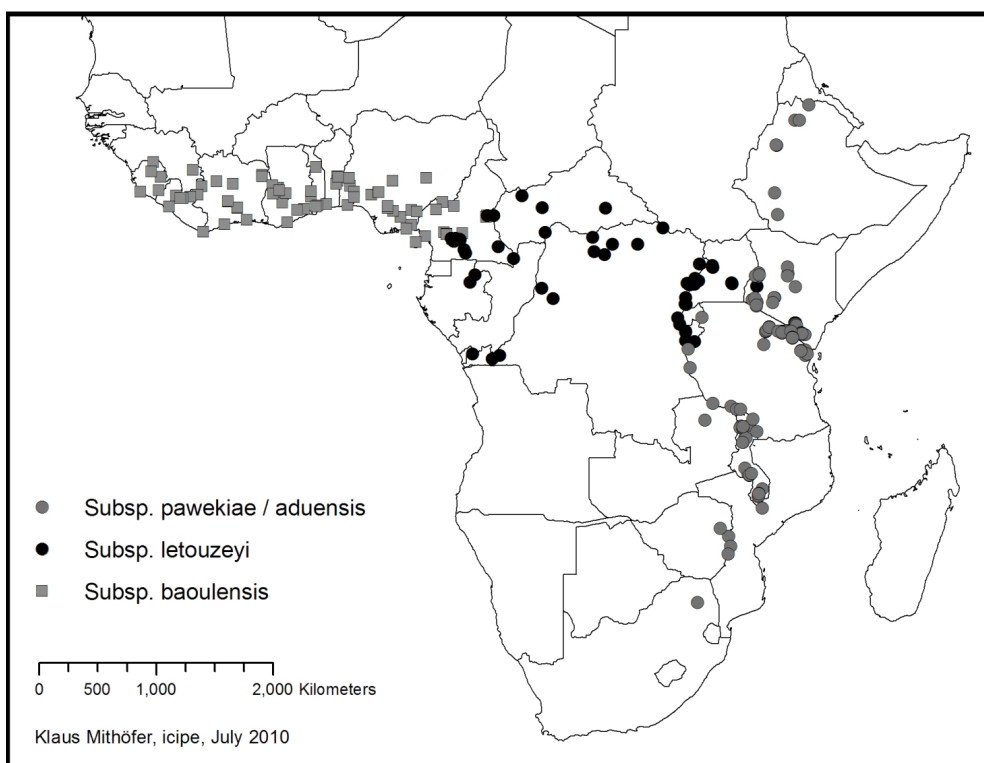 Subsp. pawekiae / aduensis
Subsp. letouzeyi
Subsp. baoulensis
0 500 1,000 2,000 Kilometers
Klaus Mithöfer, icipe, July 2010